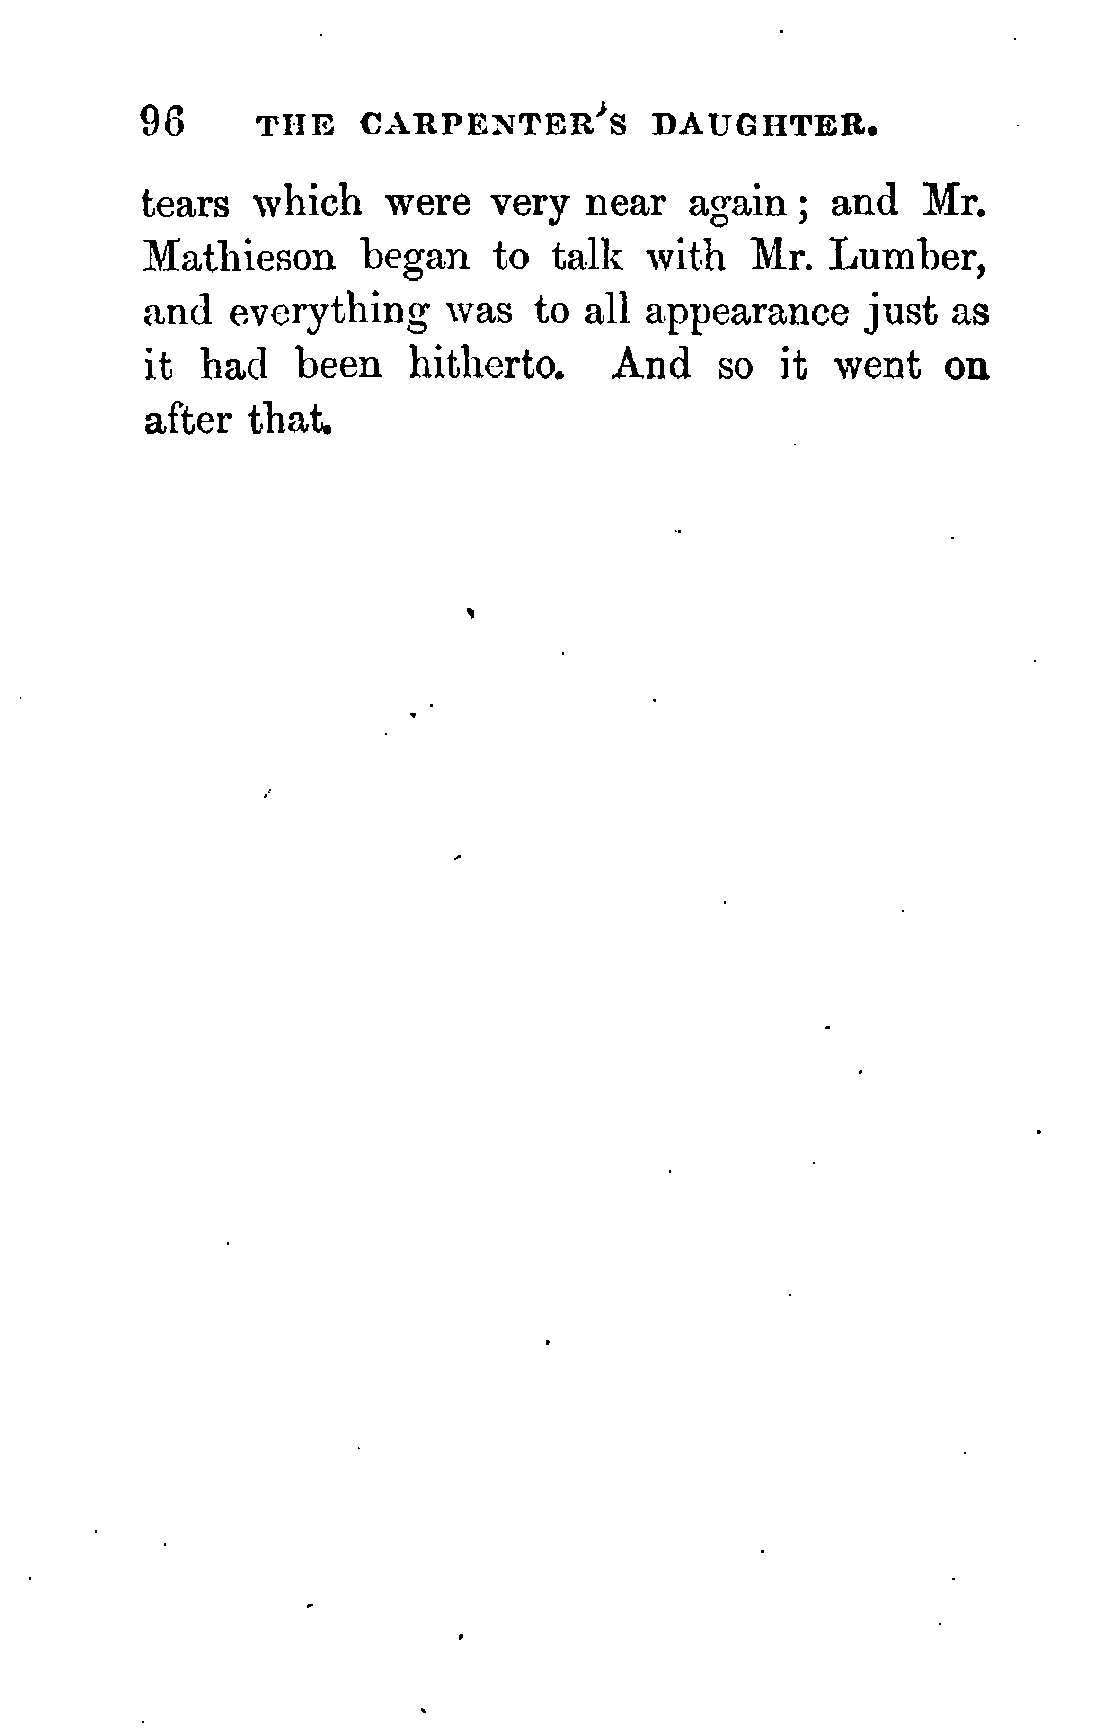 96 THE CARPENTER'S DAUGHTER.
tears which were very near again; and Mr.
Mathieson began to talk with Mr. Lumber,
and everything was to all appearance just as
it had been hitherto. And so it went on
after that.